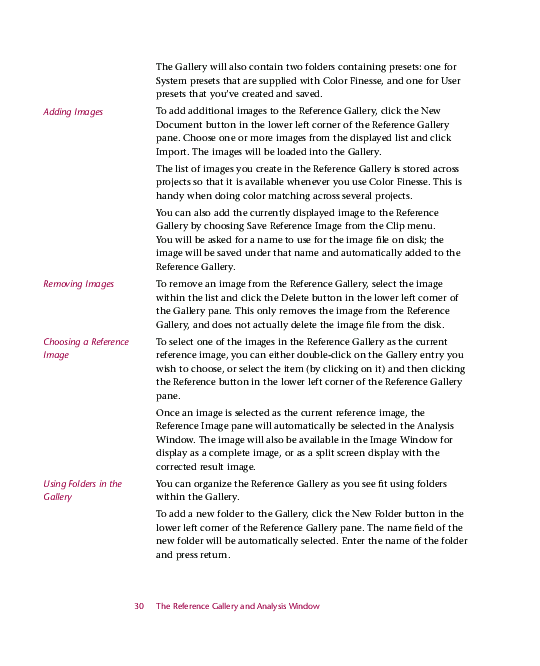 The Gallery will also contain two folders containing presets: one for
System presets that are supplied with Color Finesse, and one for User
presets that you've created and saved.
Adding Images
To add additional images to the Reference Gallery, click the New
Document button in the lower left corner of the Reference Gallery
pane. Choose one or more images from the displayed list and click
Import. The images will be loaded into the Gallery.
The list of images you create in the Reference Gallery is stored across
projects so that it is available whenever you use Color Finesse. This is
handy when doing color matching across several projects.
You can also add the currently displayed image to the Reference
Gallery by choosing Save Reference Image from the Clip menu.
You will be asked for a name to use for the image file on disk; the
image will be saved under that name and automatically added to the
Reference Gallery.
Removing Images
To remove an image from the Reference Gallery, select the image
within the list and click the Delete button in the lower left corner of
the Gallery pane. This only removes the image from the Reference
Gallery, and does not actually delete the image file from the disk.
Choosing a Reference
Image
To select one of the images in the Reference Gallery as the current
reference image, you can either double-click on the Gallery entry you
wish to choose, or select the item (by clicking on it) and then clicking
the Reference button in the lower left corner of the Reference Gallery
pane.
Once an image is selected as the current reference image, the
Reference Image pane will automatically be selected in the Analysis
Window. The image will also be available in the Image Window for
display as a complete image, or as a split screen display with the
corrected result image.
Using Folders in the
Gallery
You can organize the Reference Gallery as you see fit using folders
within the Gallery.
To add a new folder to the Gallery, click the New Folder button in the
lower left corner of the Reference Gallery pane. The name field of the
new folder will be automatically selected. Enter the name of the folder
and press return.
30 The Reference Gallery and Analysis Window